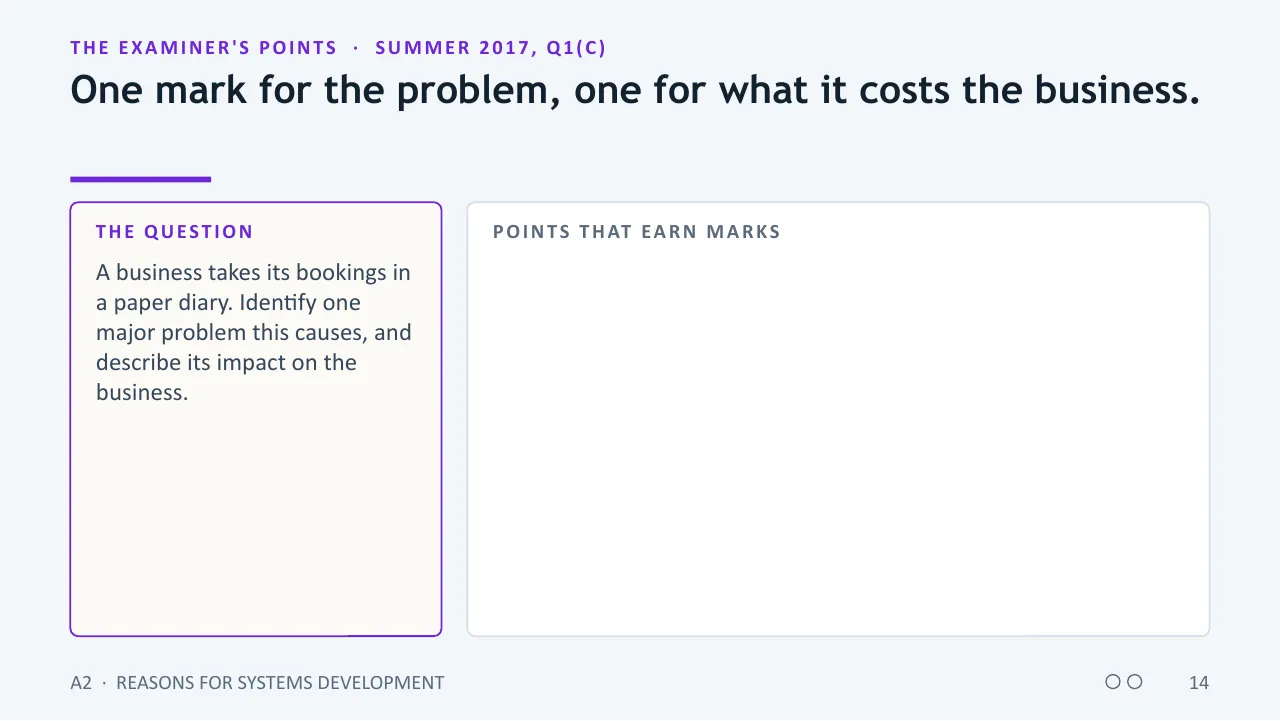 THE EXAMINER'S POINTS · SUMMER 2017, Q1(C)
One mark for the problem, one for what it costs the business.
THE QUESTION
A business takes its bookings in
a paper diary. Identify one
major problem this causes, and
describe its impact on the
business.
POINTS THAT EARN MARKS
A2 · REASONS FOR SYSTEMS DEVELOPMENT
14